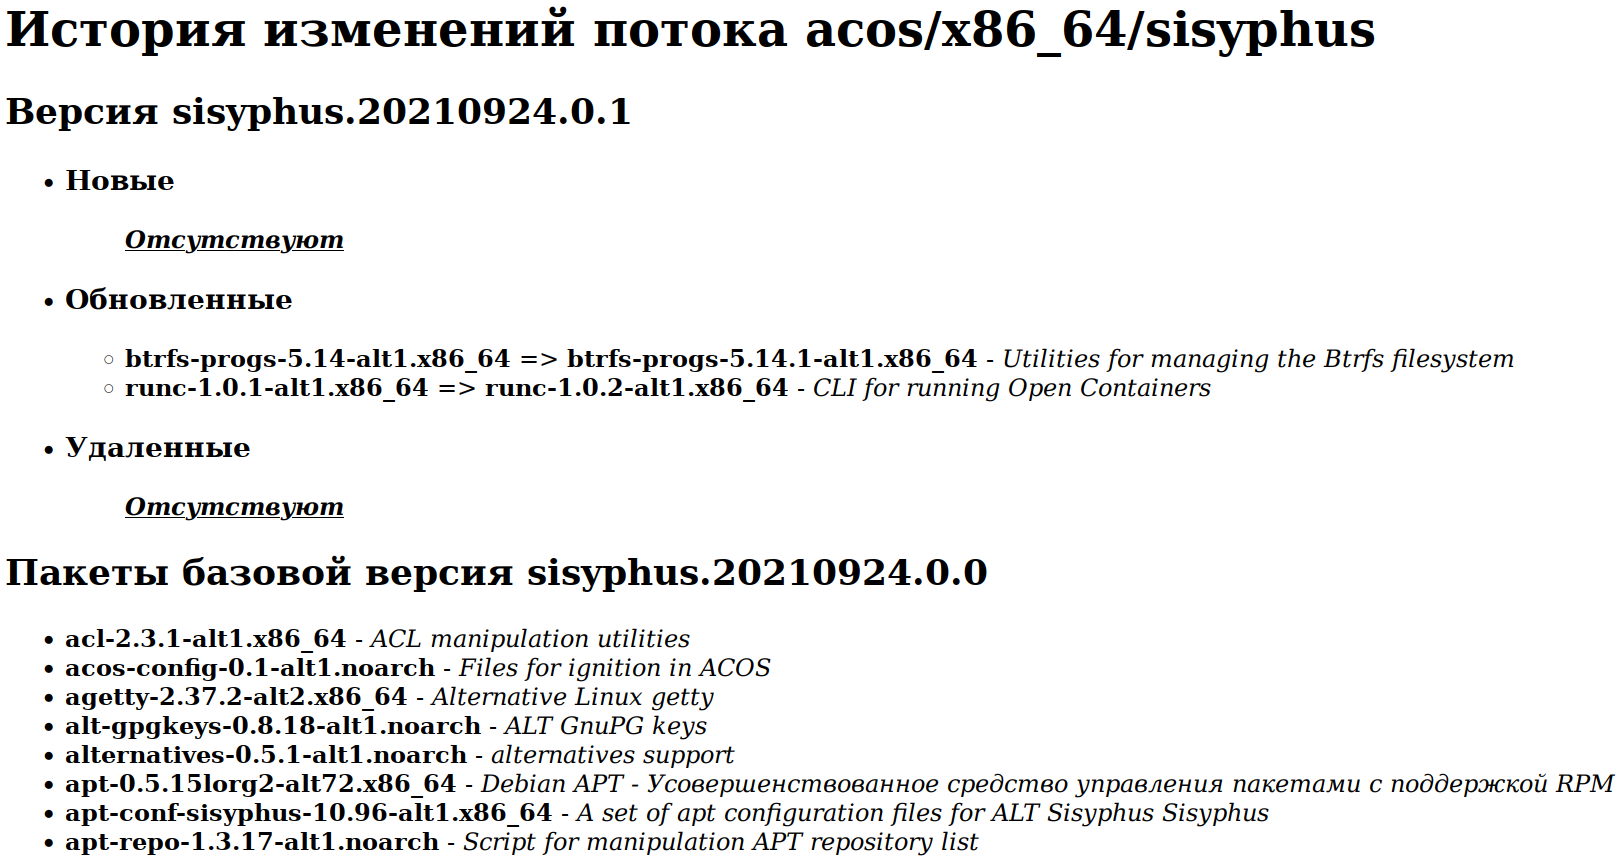 История изменений потока acos/x86_64/sisyphus
Версия sisyphus.20210924.0.1
• Новые
Отсутствуют
• Обновленные
◦ btrfs-progs-5.14-alt1.x86_64 => btrfs-progs-5.14.1-alt1.x86_64 - Utilities for managing the Btrfs filesystem
◦ runc-1.0.1-alt1.x86_64 => runc-1.0.2-alt1.x86_64 - CLI for running Open Containers
• Удаленные
Отсутствуют
Пакеты базовой версия sisyphus.20210924.0.0
• acl-2.3.1-alt1.x86_64 - ACL manipulation utilities
• acos-config-0.1-alt1.noarch - Files for ignition in ACOS
• agetty-2.37.2-alt2.x86_64 - Alternative Linux getty
• alt-gpgkeys-0.8.18-alt1.noarch - ALT GnuPG keys
• alternatives-0.5.1-alt1.noarch - alternatives support
• apt-0.5.15lorg2-alt72.x86_64 - Debian APT - Усовершенствованное средство управления пакетами с поддержкой RPM
• apt-conf-sisyphus-10.96-alt1.x86_64 - A set of apt configuration files for ALT Sisyphus Sisyphus
• apt-repo-1.3.17-alt1.noarch - Script for manipulation APT repository list